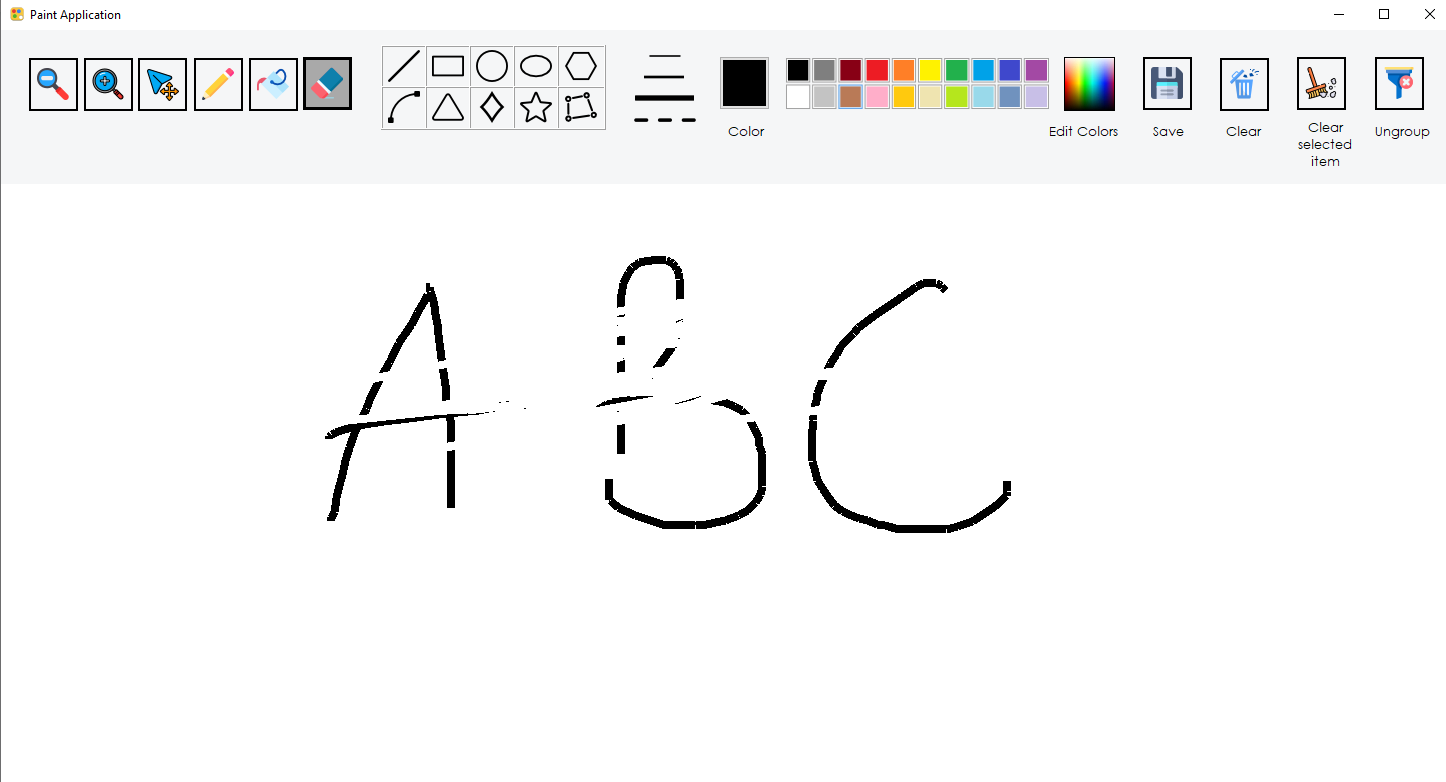 Paint Application
Color
Edit Colors
Save
Clear
Clear
selected
item
Ungroup
ABC